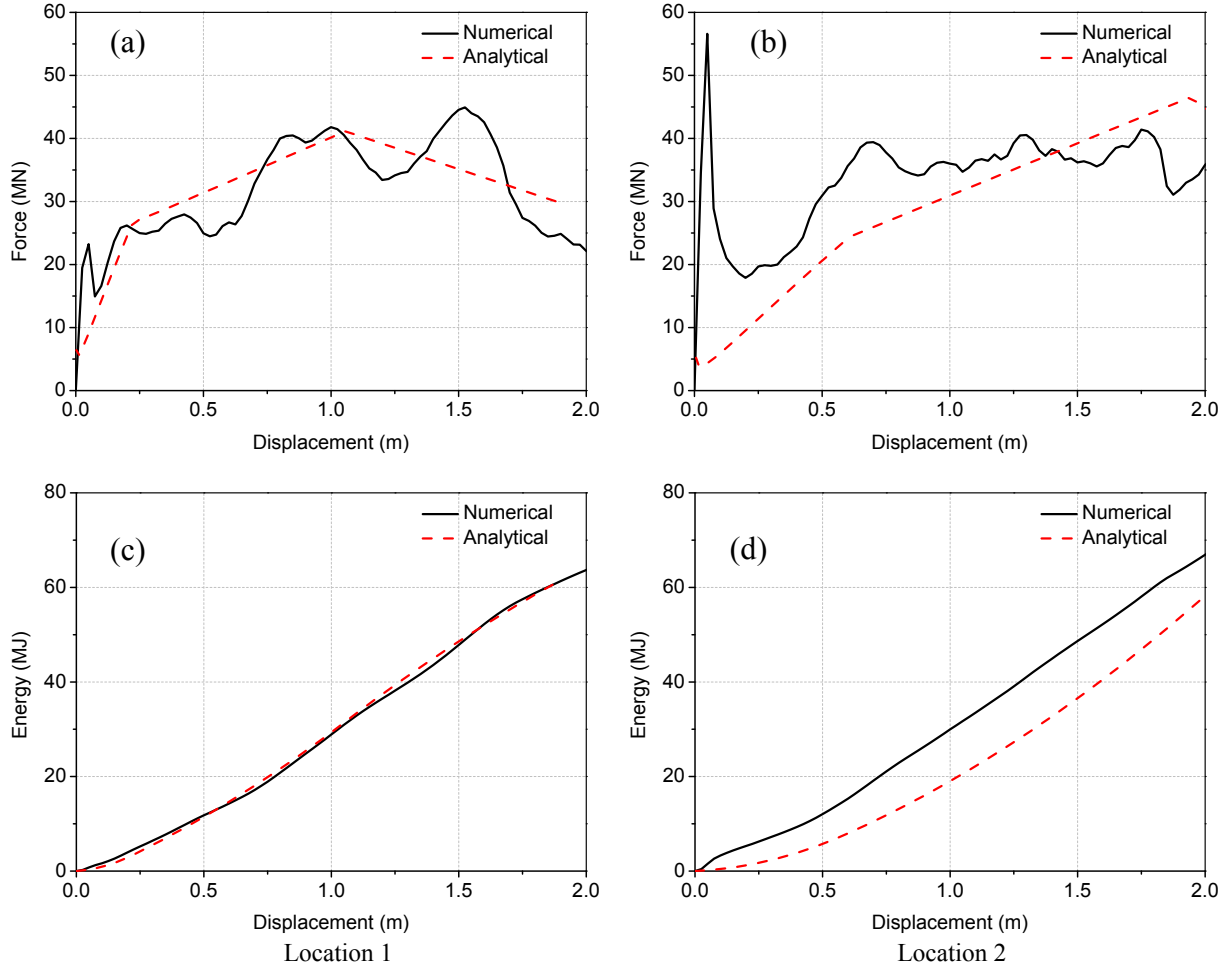 (a)
Numerical
Analytical
Force (MN)
60
50
40
30
20
10
0
0.0 0.5 1.0 1.5 2.0
Displacement (m)
(b)
Numerical
Analytical
Force (MN)
60
50
40
30
20
10
0
0.0 0.5 1.0 1.5 2.0
Displacement (m)
(c)
Numerical
Analytical
Energy (MJ)
80
60
40
20
0
0.0 0.5 1.0 1.5 2.0
Displacement (m)
Location 1
(d)
Numerical
Analytical
Energy (MJ)
80
60
40
20
0
0.0 0.5 1.0 1.5 2.0
Displacement (m)
Location 2